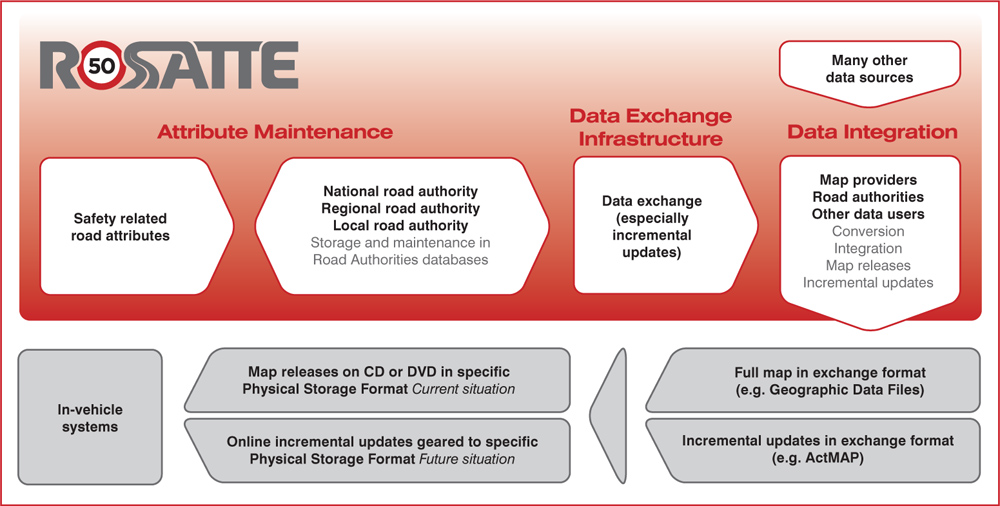 ROSATTE
50
Many other
data sources
Attribute Maintenance
Data Exchange
Infrastructure
Data Integration
Safety related
road attributes
National road authority
Regional road authority
Local road authority
Storage and maintenance in
Road Authorities databases
Data exchange
(especially
incremental
updates)
Map providers
Road authorities
Other data users
Conversion
Integration
Map releases
Incremental updates
In-vehicle
systems
Map releases on CD or DVD in specific
Physical Storage Format Current situation
Online incremental updates geared to specific
Physical Storage Format Future situation
Full map in exchange format
(e.g. Geographic Data Files)
Incremental updates in exchange format
(e.g. ActMAP)